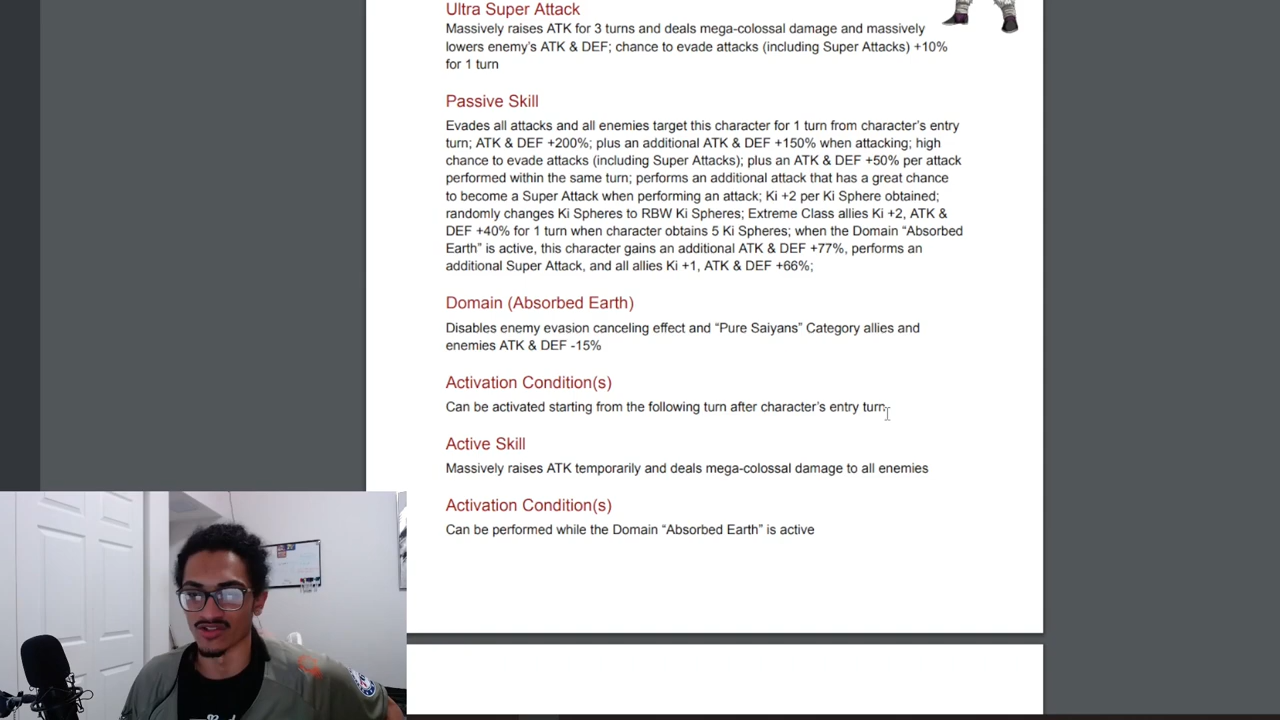 Ultra Super Attack
Massively raises ATK for 3 turns and deals mega-colossal damage and massively
lowers enemy's ATK & DEF; chance to evade attacks (including Super Attacks) +10%
for 1 turn
Passive Skill
Evades all attacks and all enemies target this character for 1 turn from character's entry
turn; ATK & DEF +200%; plus an additional ATK & DEF +150% when attacking; high
chance to evade attacks (including Super Attacks); plus an ATK & DEF +50% per attack
performed within the same turn; performs an additional attack that has a great chance
to become a Super Attack when performing an attack; Ki +2 per Ki Sphere obtained;
randomly changes Ki Spheres to RBW Ki Spheres; Extreme Class allies Ki +2, ATK &
DEF +40% for 1 turn when character obtains 5 Ki Spheres; when the Domain “Absorbed
Earth” is active, this character gains an additional ATK & DEF +77%, performs an
additional Super Attack, and all allies Ki +1, ATK & DEF +66%;
Domain (Absorbed Earth)
Disables enemy evasion canceling effect and “Pure Saiyans” Category allies and
enemies ATK & DEF -15%
Activation Condition(s)
Can be activated starting from the following turn after character's entry turn
Active Skill
Massively raises ATK temporarily and deals mega-colossal damage to all enemies
Activation Condition(s)
Can be performed while the Domain “Absorbed Earth” is active